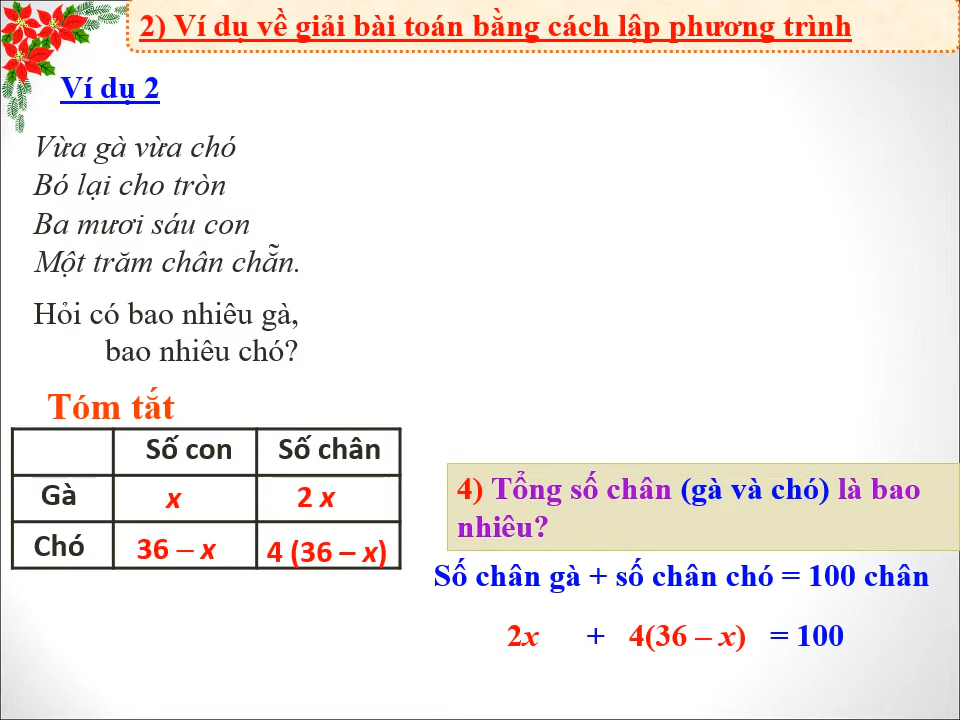 2) Ví dụ về giải bài toán bằng cách lập phương trình
Ví dụ 2
Vừa gà vừa chó
Bó lại cho tròn
Ba mươi sáu con
Một trăm chân chẵn.
Hỏi có bao nhiêu gà,
bao nhiêu chó?
Tóm tắt
Số con Số chân
Gà x 2 x
Chó 36 – x 4 (36 – x)
4) Tổng số chân (gà và chó) là bao
nhiêu?
Số chân gà + số chân chó = 100 chân
2x + 4(36 – x) = 100